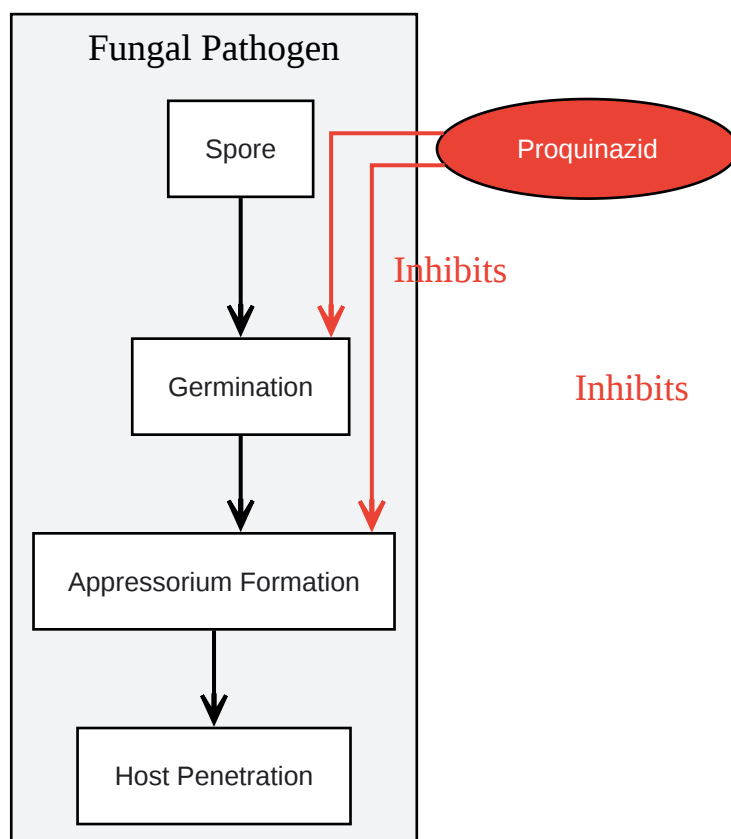 Fungal Pathogen
Spore
Proquinazid
Inhibits
Germination
Inhibits
Appressorium Formation
Host Penetration